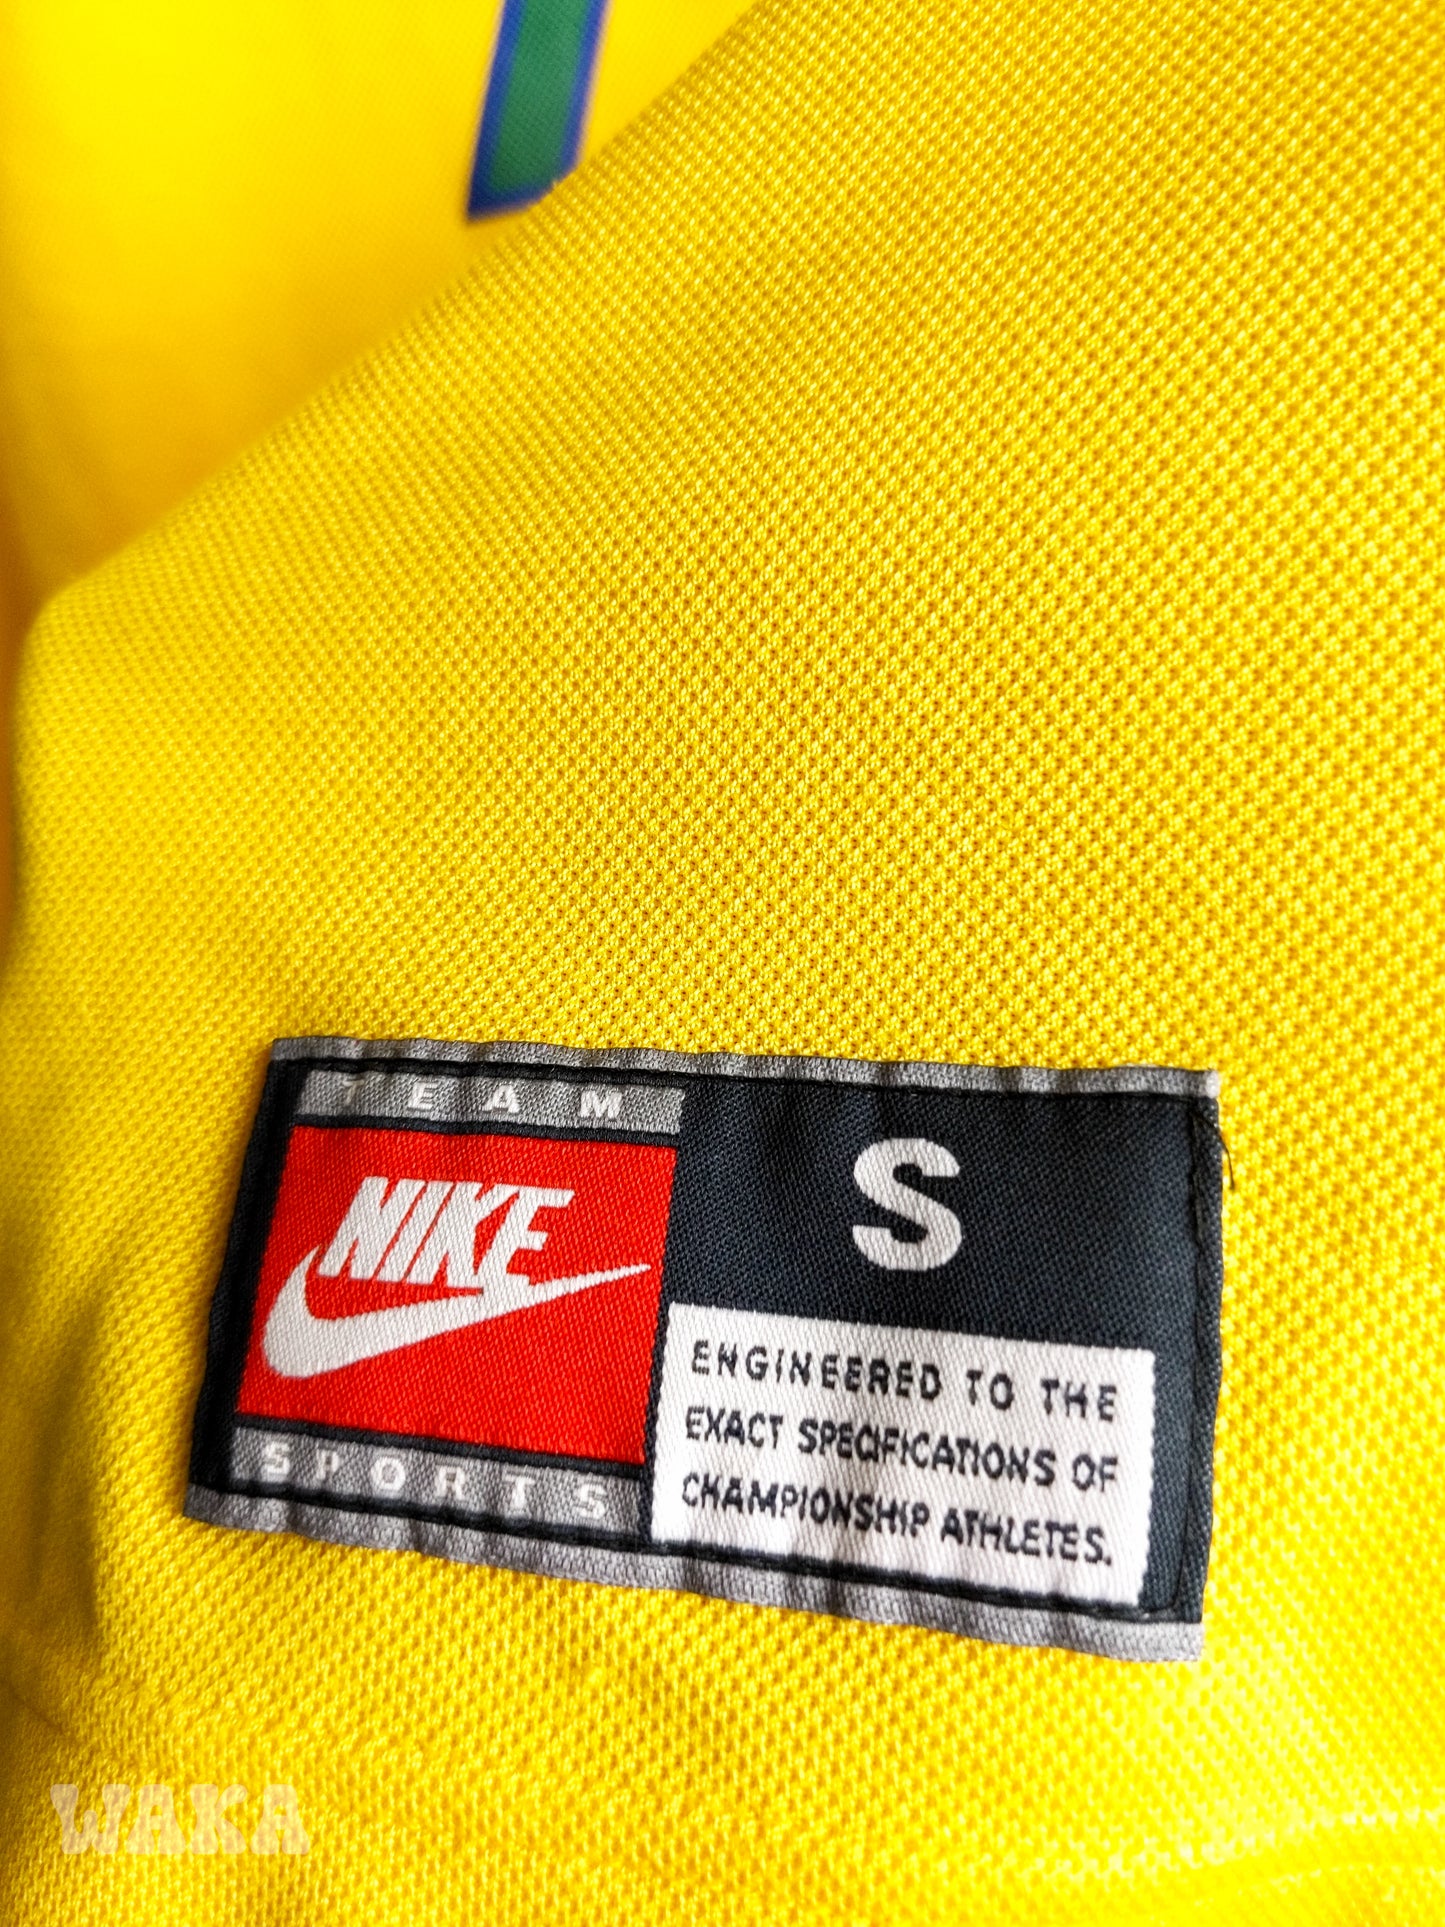 TEAM
NIKE
SPORTS
S
ENGINEERED TO THE
EXACT SPECIFICATIONS OF
CHAMPIONSHIP ATHLETES.
WAKA